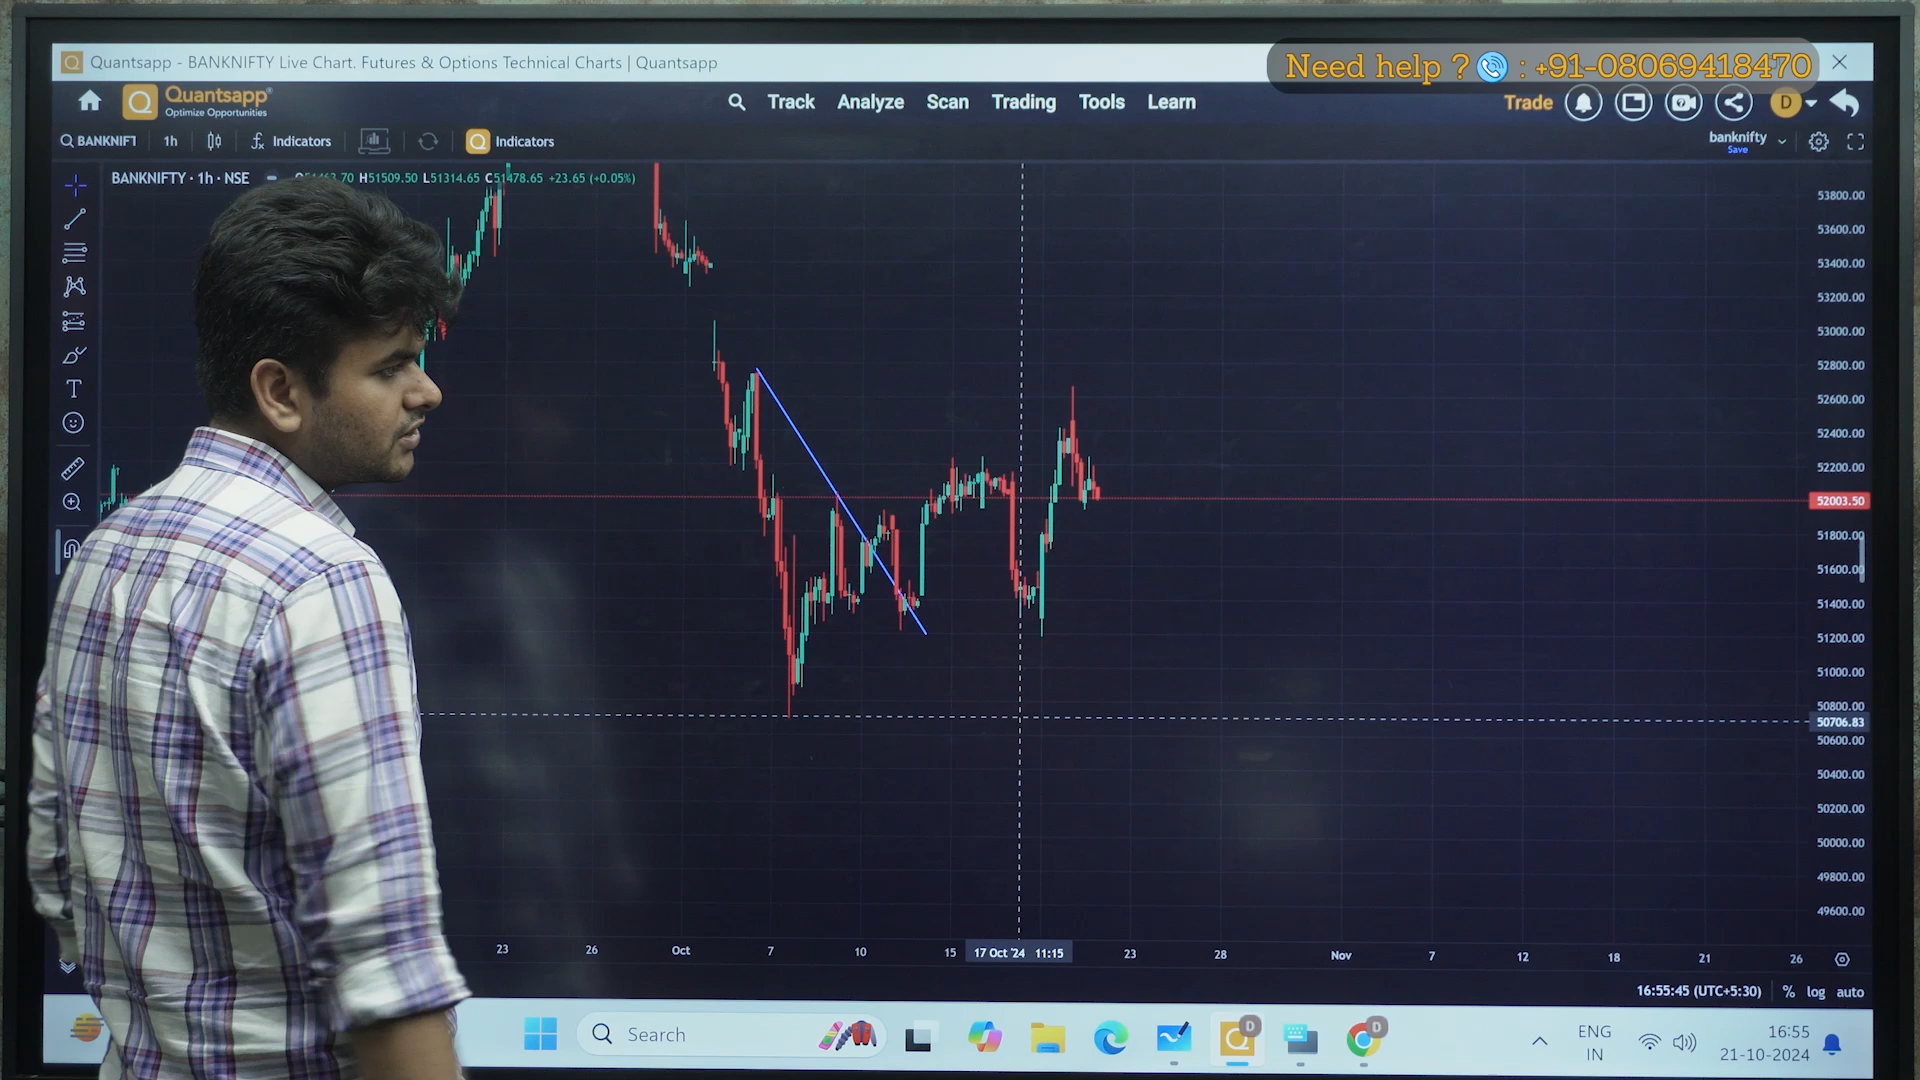 Quantsapp - BANKNIFTY Live Chart. Futures & Options Technical Charts | Quantsapp
Need help ? : +91-08069418470
Quantsapp
Optimize Opportunities
Track Analyze Scan Trading Tools Learn
Trade
D
BANKNIFT 1h Indicators Indicators
banknifty
Save
BANKNIFTY · 1h · NSE H51509.50 L51314.65 C51478.65 +23.65 (+0.05%)
53800.00
53600.00
53400.00
53200.00
53000.00
52800.00
52600.00
52400.00
52200.00
52003.50
51800.00
51600.00
51400.00
51200.00
51000.00
50800.00
50706.83
50600.00
50400.00
50200.00
50000.00
49800.00
49600.00
23 26 Oct 7 10 15 17 Oct '24 11:15 23 28 Nov 7 12 18 21 26
16:55:45 (UTC+5:30) % log auto
Search
D
D
ENG
IN
16:55
21-10-2024